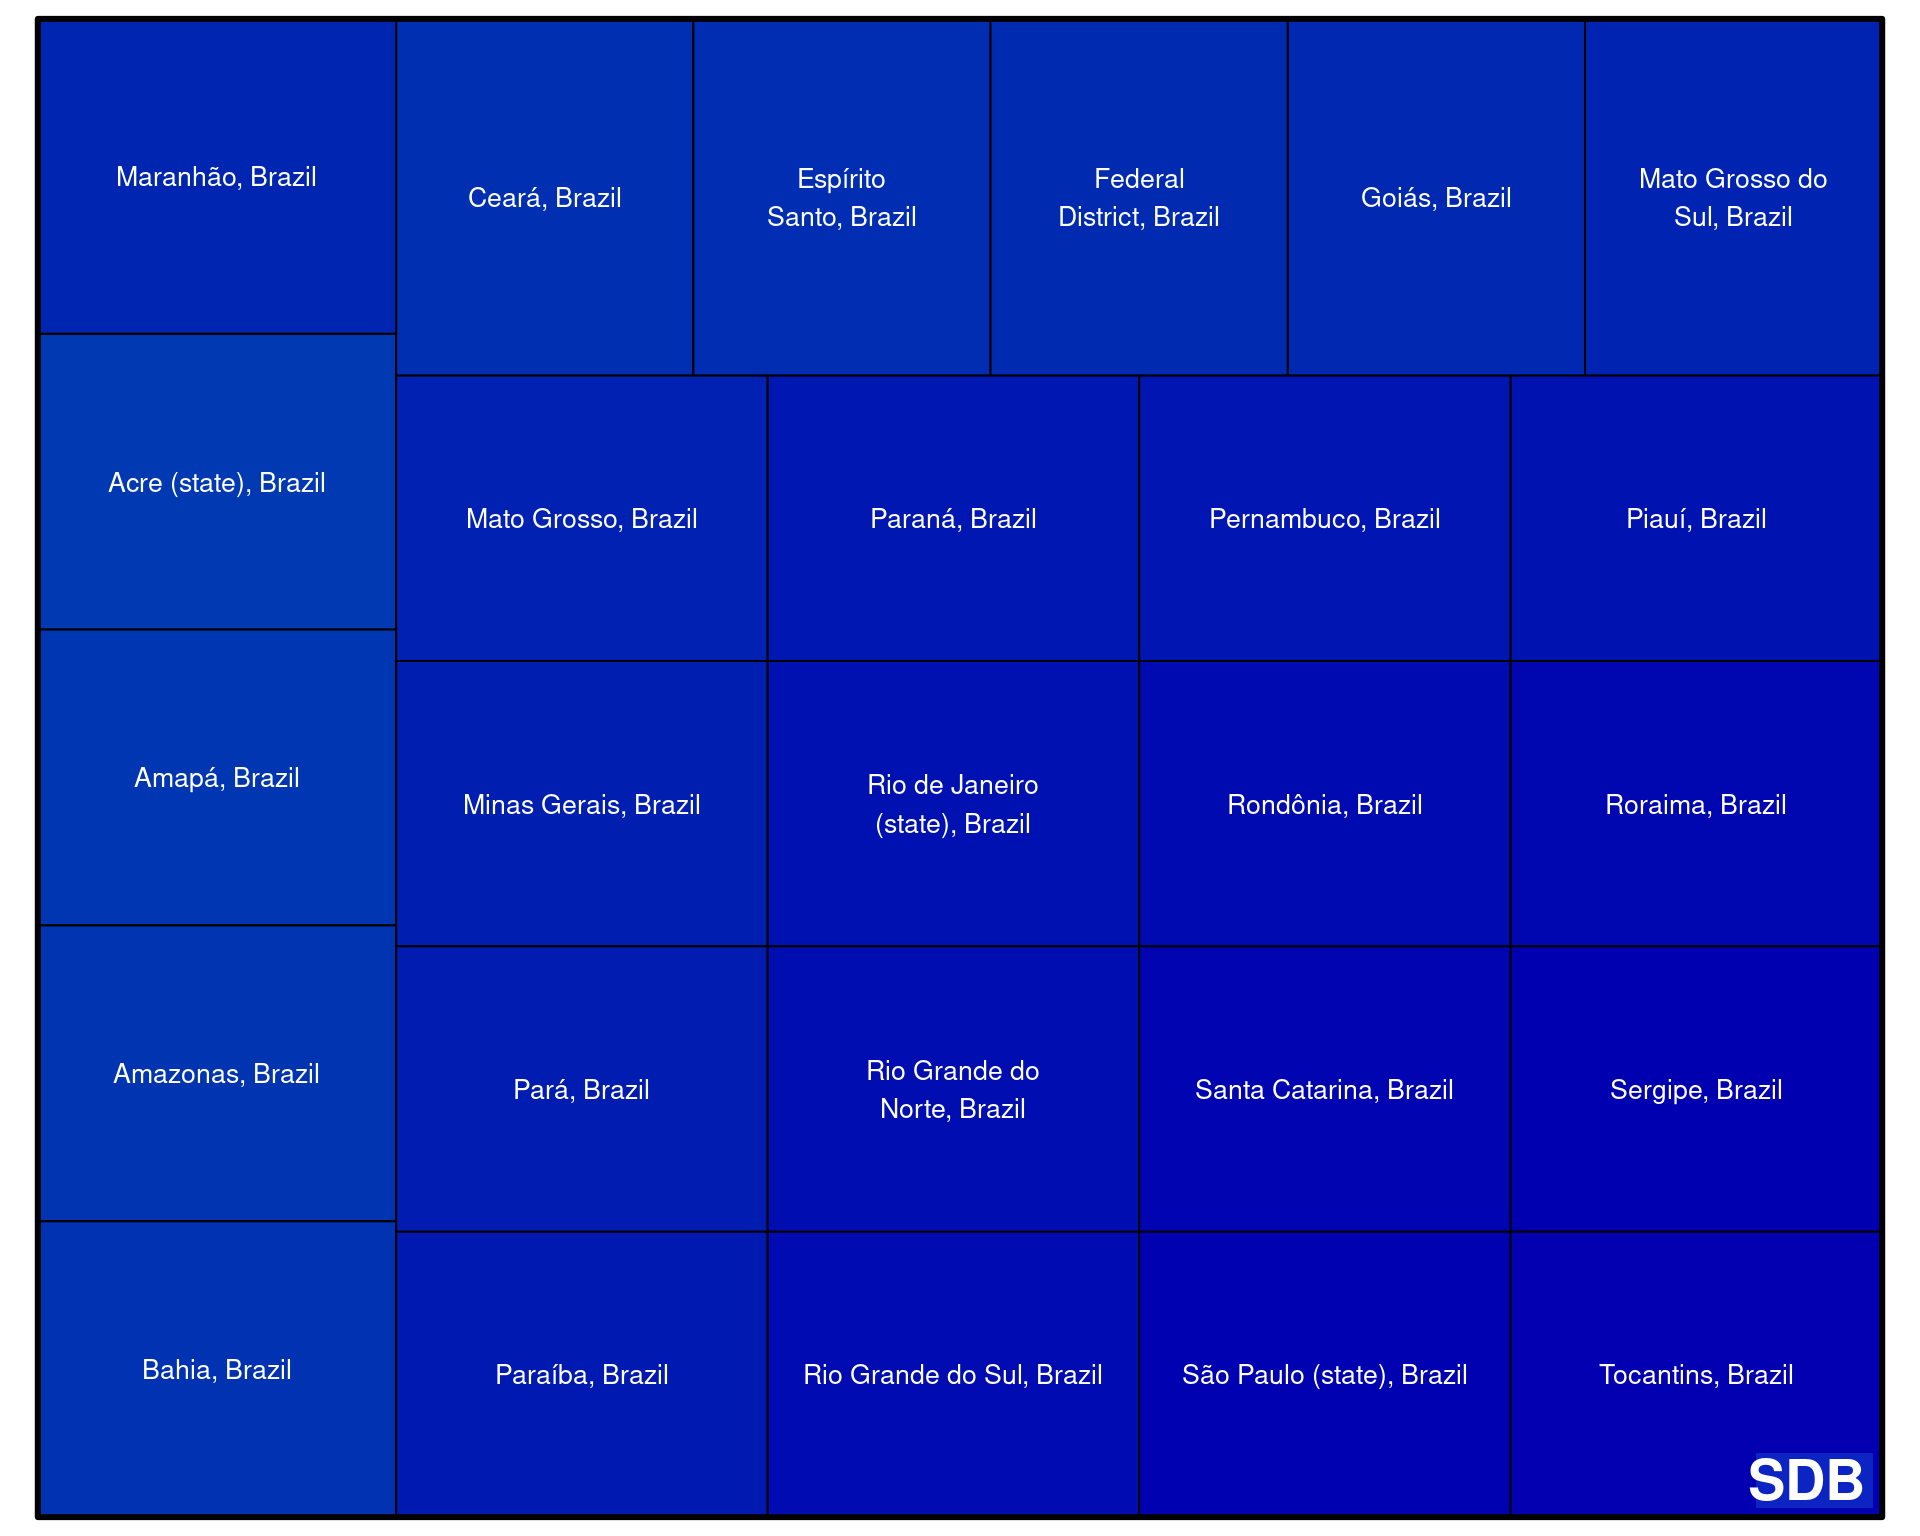 Maranhão, Brazil
Ceará, Brazil
Espírito
Santo, Brazil
Federal
District, Brazil
Goiás, Brazil
Mato Grosso do
Sul, Brazil
Acre (state), Brazil
Mato Grosso, Brazil
Paraná, Brazil
Pernambuco, Brazil
Piauí, Brazil
Amapá, Brazil
Minas Gerais, Brazil
Rio de Janeiro
(state), Brazil
Rondônia, Brazil
Roraima, Brazil
Amazonas, Brazil
Pará, Brazil
Rio Grande do
Norte, Brazil
Santa Catarina, Brazil
Sergipe, Brazil
Bahia, Brazil
Paraíba, Brazil
Rio Grande do Sul, Brazil
São Paulo (state), Brazil
Tocantins, Brazil
SDB